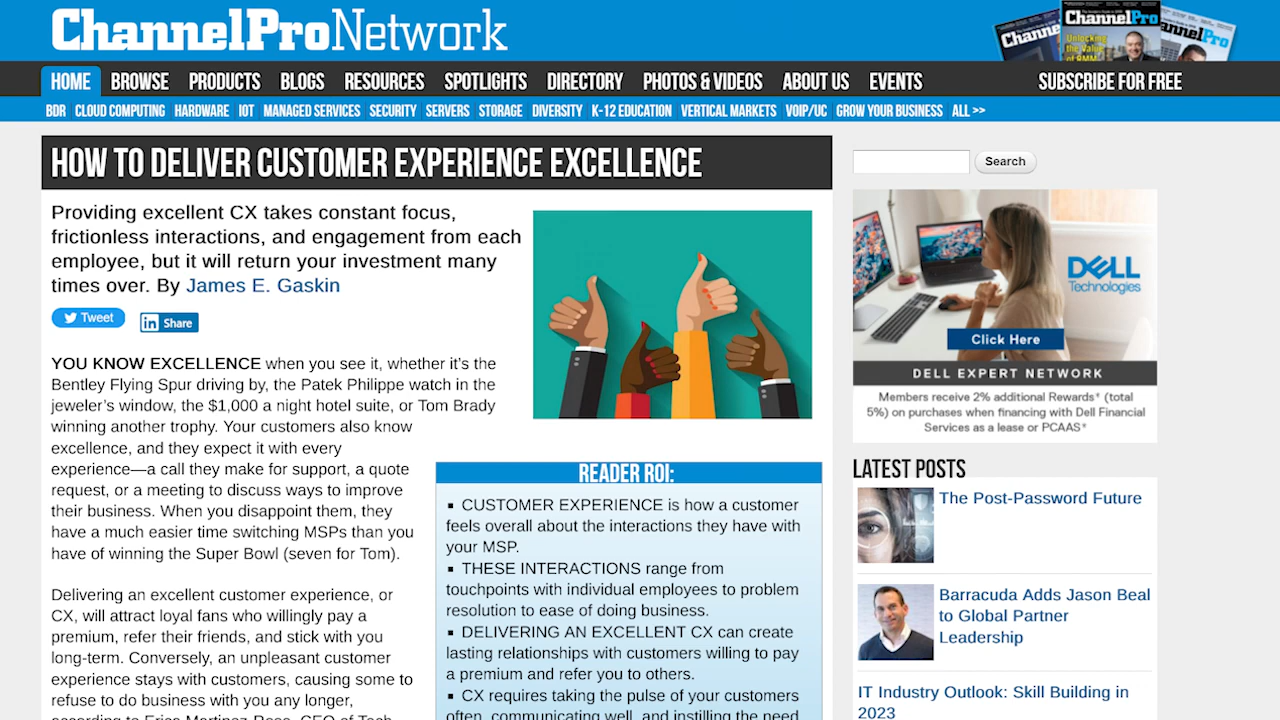 ChannelProNetwork
ChannelPro
Unlocking
the Value
of RMM
HOME BROWSE PRODUCTS BLOGS RESOURCES SPOTLIGHTS DIRECTORY PHOTOS & VIDEOS ABOUT US EVENTS SUBSCRIBE FOR FREE
BDR CLOUD COMPUTING HARDWARE IOT MANAGED SERVICES SECURITY SERVERS STORAGE DIVERSITY K-12 EDUCATION VERTICAL MARKETS VOIP/UC GROW YOUR BUSINESS ALL >>
HOW TO DELIVER CUSTOMER EXPERIENCE EXCELLENCE
Providing excellent CX takes constant focus,
frictionless interactions, and engagement from each
employee, but it will return your investment many
times over. By James E. Gaskin
Tweet
in Share
YOU KNOW EXCELLENCE when you see it, whether it's the
Bentley Flying Spur driving by, the Patek Philippe watch in the
jeweler's window, the $1,000 a night hotel suite, or Tom Brady
winning another trophy. Your customers also know
excellence, and they expect it with every
experience—a call they make for support, a quote
request, or a meeting to discuss ways to improve
their business. When you disappoint them, they
have a much easier time switching MSPs than you
have of winning the Super Bowl (seven for Tom).
Delivering an excellent customer experience, or
CX, will attract loyal fans who willingly pay a
premium, refer their friends, and stick with you
long-term. Conversely, an unpleasant customer
experience stays with customers, causing some to
refuse to do business with you any longer,
READER ROI:
▪ CUSTOMER EXPERIENCE is how a customer
feels overall about the interactions they have with
your MSP.
▪ THESE INTERACTIONS range from
touchpoints with individual employees to problem
resolution to ease of doing business.
▪ DELIVERING AN EXCELLENT CX can create
lasting relationships with customers willing to pay
a premium and refer you to others.
▪ CX requires taking the pulse of your customers
often, communicating well, and instilling the need
Search
DELL
Technologies
Click Here
DELL EXPERT NETWORK
Members receive 2% additional Rewards† (total
5%) on purchases when financing with Dell Financial
Services as a lease or PCAAS*
LATEST POSTS
The Post-Password Future
Barracuda Adds Jason Beal
to Global Partner
Leadership
IT Industry Outlook: Skill Building in
2023